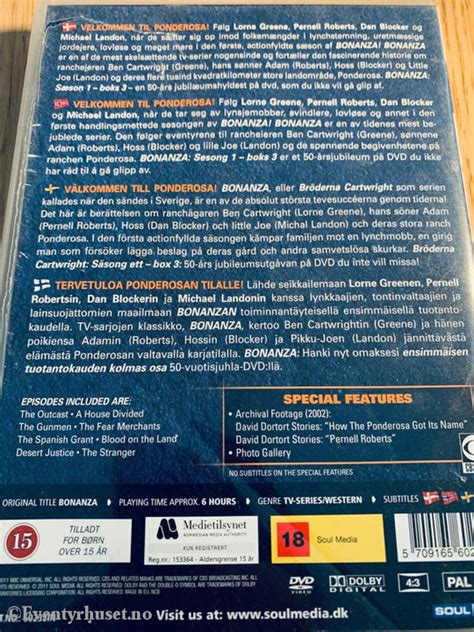 VELKOMMEN TIL PONDEROSA! Følg Lorne Greene, Pernell Roberts, Dan Blocker og
Michael Landon, når de sætter sig op imod folkemængder i lynchstemning, uretmæssige
jordejere, lovløse og meget mere i den første, actionfyldte sæson af BONANZA! BONANZA
er en af de mest skelsættende tv-serier nogensinde og fortæller den fascinerende historie om
rancheejeren Ben Cartwright (Greene), hans sønner Adam (Roberts), Hoss (Blocker) og Little
Joe (Landon) og deres flere tusind kvadratkilometer store landområde, Ponderosa. BONANZA:
Sæson 1 – boks 3 – en 50-års jubilæumshyldest på DVD, du ikke vil gå glip af.
VELKOMMEN TIL PONDEROSA! Følg Lorne Greene, Pernell Roberts, Dan Blocker
og Michael Landon, når de tar seg av lynsjemobber, svindlere, lovløse og annet i den
første handlingsmettede sesongen av BONANZA! BONANZA er en av tv-historiens mest be-
jublede serier. Den følger eventyrene til rancheieren Ben Cartwright (Greene), sønnene
Adam (Roberts), Hoss (Blocker) og lille Joe (Landon) og de spennende begivenhetene på
ranchen Ponderosa. BONANZA: Sesong 1 – boks 3 er et 50-årsjubileum på DVD du ikke
har råd til å gå glipp av.
VÄLKOMMEN TILL PONDEROSA! BONANZA, eller Bröderna Cartwright som serien
kallades når den sändes i Sverige, är en av de absolut största tevesuccéerna genom tiderna!
Det här är berättelsen om ranchägaren Ben Cartwright (Lorne Greene), hans söner Adam
(Pernell Roberts), Hoss (Dan Blocker) och little Joe (Michal Landon) och deras stora ranch
Ponderosa. I den första actionfyllda säsongen kämpar familjen mot en lynchmobb, en girig
man som försöker lägga beslag på deras gård och andra samvetslösa skurkar. Bröderna
Cartwright: Säsong ett – box 3: 50-års jubileumsutgåvan på DVD du inte vill missa!
TERVETULOA PONDEROSAN TILALLE! Lähde seikkailemaan Lorne Greenen, Pernell
Robertsin, Dan Blockerin ja Michael Landonin kanssa lynkkaajien, tontinvaltaajien ja
lainsuojattomien maailmaan BONANZAN toiminnantäyteisellä ensimmäisellä tuotanto-
kaudella. TV-sarjojen klassikko, BONANZA, kertoo Ben Cartwrightin (Greene) ja hänen
poikiensa Adamin (Roberts), Hossin (Blocker) ja Pikku-Joen (Landon) jännittävästä
elämästä Ponderosan valtavalla karjatilalla. BONANZA: Hanki nyt omaksesi ensimmäisen
tuotantokauden kolmas osa 50-vuotisjuhla-DVD:llä.
EPISODES INCLUDED ARE:
The Outcast • A House Divided
The Gunmen • The Fear Merchants
The Spanish Grant • Blood on the Land
Desert Justice • The Stranger
SPECIAL FEATURES
• Archival Footage (2002):
David Dortort Stories: "How The Ponderosa Got Its Name"
David Dortort Stories: "Pernell Roberts"
• Photo Gallery
NO SUBTITLES ON THE SPECIAL FEATURES
ORIGINAL TITLE BONANZA PLAYING TIME APPROX. 6 HOURS GENRE TV-SERIES/WESTERN SUBTITLES
15
TILLADT
FOR BØRN
OVER 15 ÅR
Medietilsynet
NORWEGIAN MEDIA AUTHORITY
KUN REGISTRERT
Reg.nr.: 153364 - Aldersgrense 15 år
18
Soul Media
5 709165 602
DVD
DOLBY
DIGITAL
4:3
PAL
Visit us at: www.soulmedia.dk
© Eventyrhuset.no